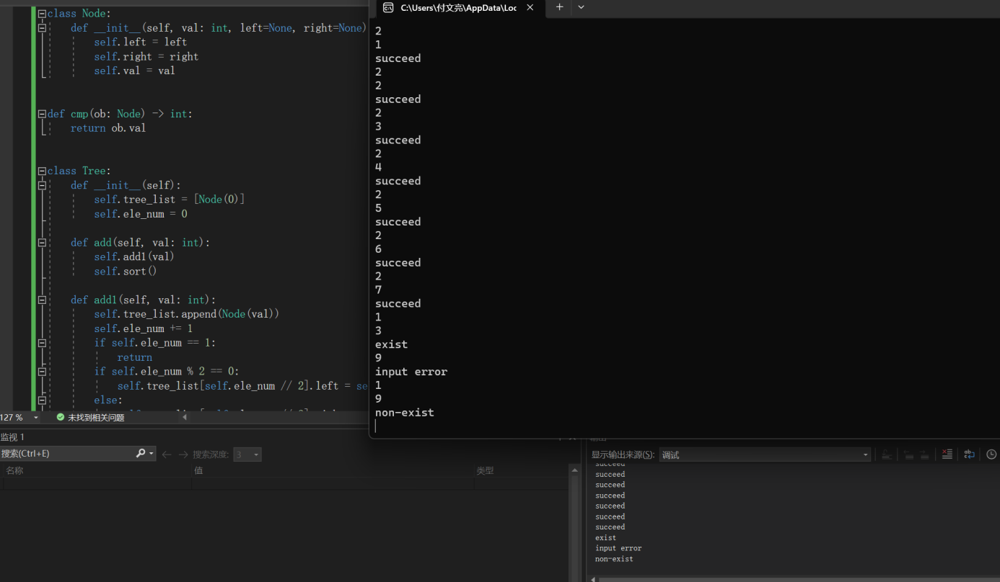 class Node:
def __init__(self, val: int, left=None, right=None)
self.left = left
self.right = right
self.val = val
def cmp(ob: Node) -> int:
return ob.val
class Tree:
def __init__(self):
self.tree_list = [Node(0)]
self.ele_num = 0
def add(self, val: int):
self.add1(val)
self.sort()
def add1(self, val: int):
self.tree_list.append(Node(val))
self.ele_num += 1
if self.ele_num == 1:
return
if self.ele_num % 2 == 0:
self.tree_list[self.ele_num // 2].left = se
else:
127 %
未找到相关问题
C:\Users\付文亮\AppData\Loc
2
1
succeed
2
2
succeed
2
3
succeed
2
4
succeed
2
5
succeed
2
6
succeed
2
7
succeed
1
3
exist
9
input error
1
9
non-exist
监视 1
搜索(Ctrl+E)
搜索深度: 3
名称 值 类型
输出
显示输出来源(S): 调试
succeed
succeed
succeed
succeed
succeed
succeed
succeed
exist
input error
non-exist